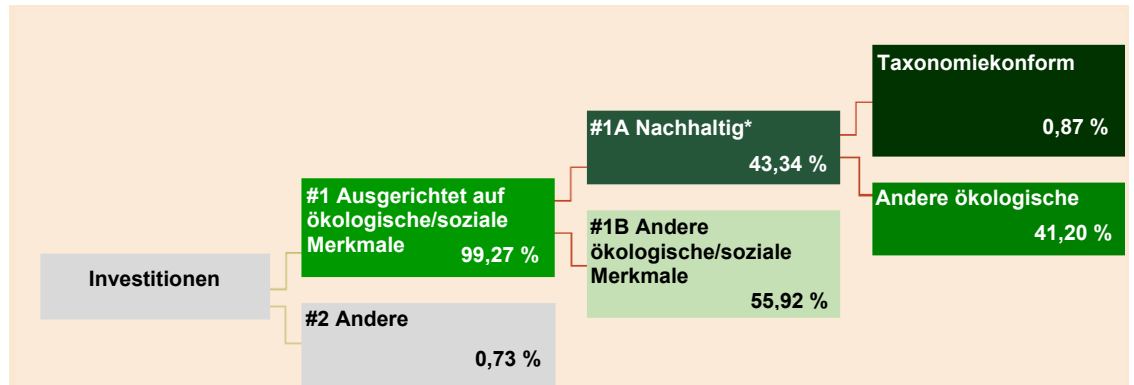 Investitionen
#1 Ausgerichtet auf
ökologische/soziale
Merkmale
99,27 %
#2 Andere
0,73 %
#1A Nachhaltig*
43,34 %
#1B Andere
ökologische/soziale
Merkmale
55,92 %
Taxonomiekonform
0,87 %
Andere ökologische
41,20 %